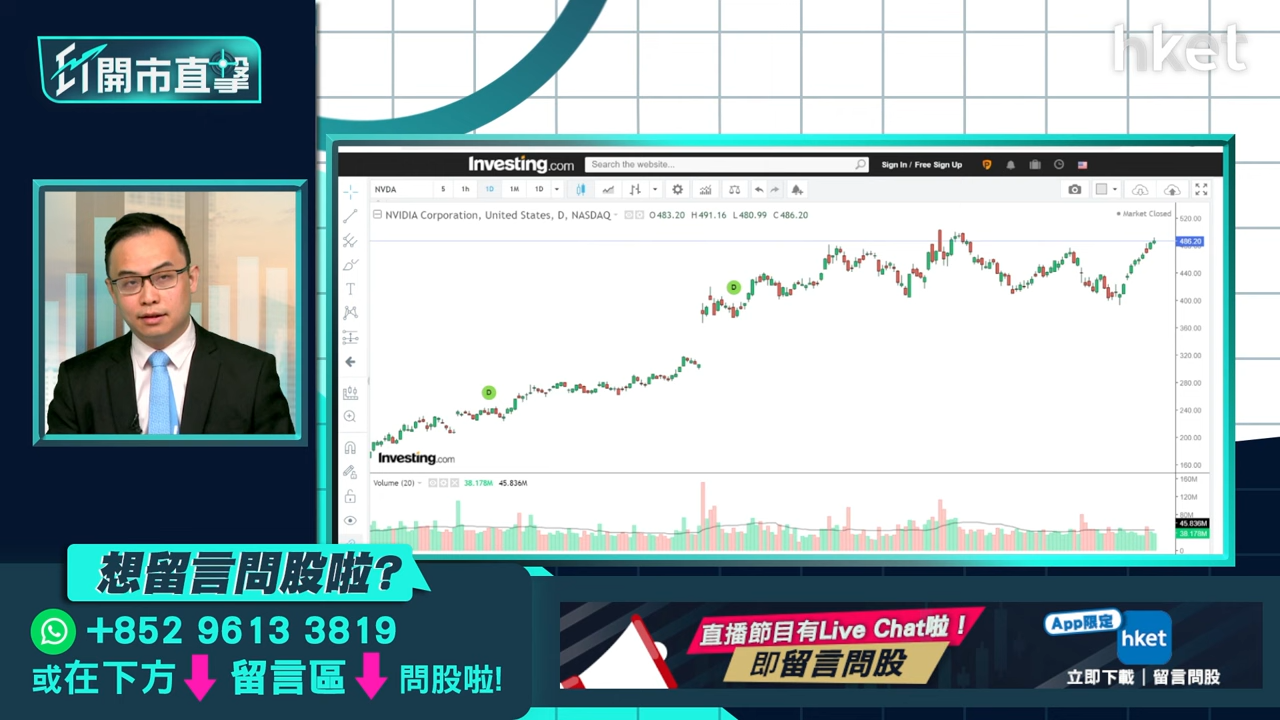 ET開市直擊
hket
Investing.com
Search the website...
Sign In / Free Sign Up
NVDA
5
1h
1D
1M
1D
NVIDIA Corporation, United States, D, NASDAQ
O 483.20 H 491.16 L 480.99 C 486.20
Market Closed
520.00
486.20
440.00
400.00
360.00
320.00
280.00
240.00
200.00
160.00
D
D
Investing.com
Volume (20)
38.178M
45.836M
160M
120M
80M
45.836M
38.178M
0
想留言問股啦?
+852 9613 3819
或在下方
留言區
問股啦!
直播節目有Live Chat啦!
即留言問股
App限定
hket
立即下載|留言問股